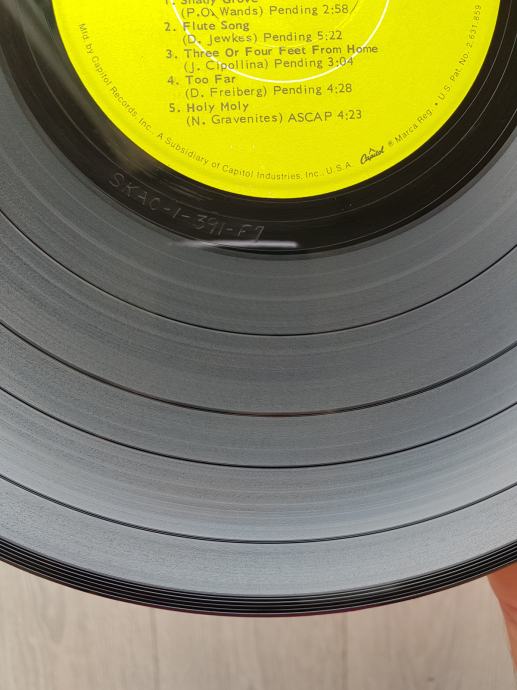 1. Shady Grove
(P.O. Wands) Pending 2:58
2. Flute Song
(D. Jewkes) Pending 5:22
3. Three Or Four Feet From Home
(J. Cipollina) Pending 3:04
4. Too Far
(D. Freiberg) Pending 4:28
5. Holy Moly
(N. Gravenites) ASCAP 4:23
Mfd. by Capitol Records, Inc., A Subsidiary of Capitol Industries, Inc., U.S.A. Capitol ® Marca Reg. • U.S. Pat. No. 2,631,859
SKAO-1-391-F7